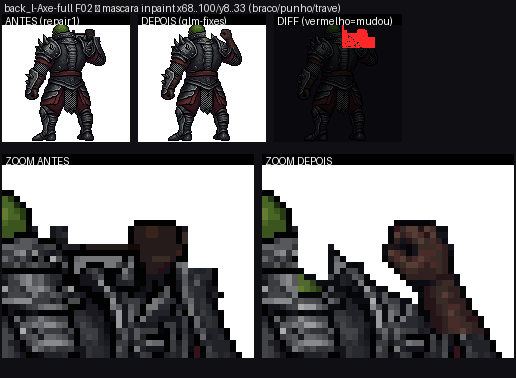 back_l-Axe-full F02 ▯ mascara inpaint x68..100/y8..33 (braco/punho/trave)
ANTES (repair1)
DEPOIS (glm-fixes)
DIFF (vermelho=mudou)
ZOOM ANTES
ZOOM DEPOIS